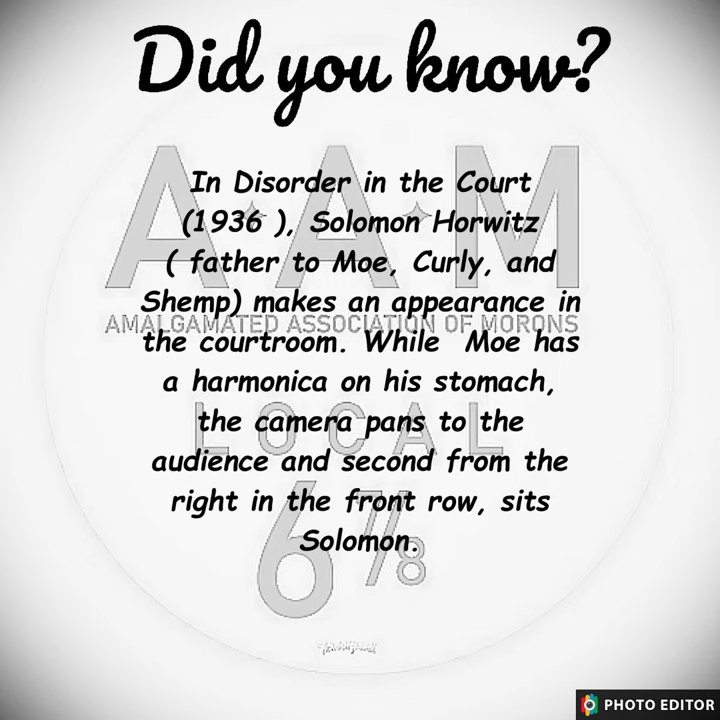 Did you know?
A ✦ A ✦ M
In Disorder in the Court
(1936 ), Solomon Horwitz
( father to Moe, Curly, and
Shemp) makes an appearance in
AMALGAMATED ASSOCIATION OF MORONS
the courtroom. While  Moe has
a harmonica on his stomach,
LOCAL
the camera pans to the
audience and second from the
right in the front row, sits
6 7/8
Solomon.
PHOTO EDITOR